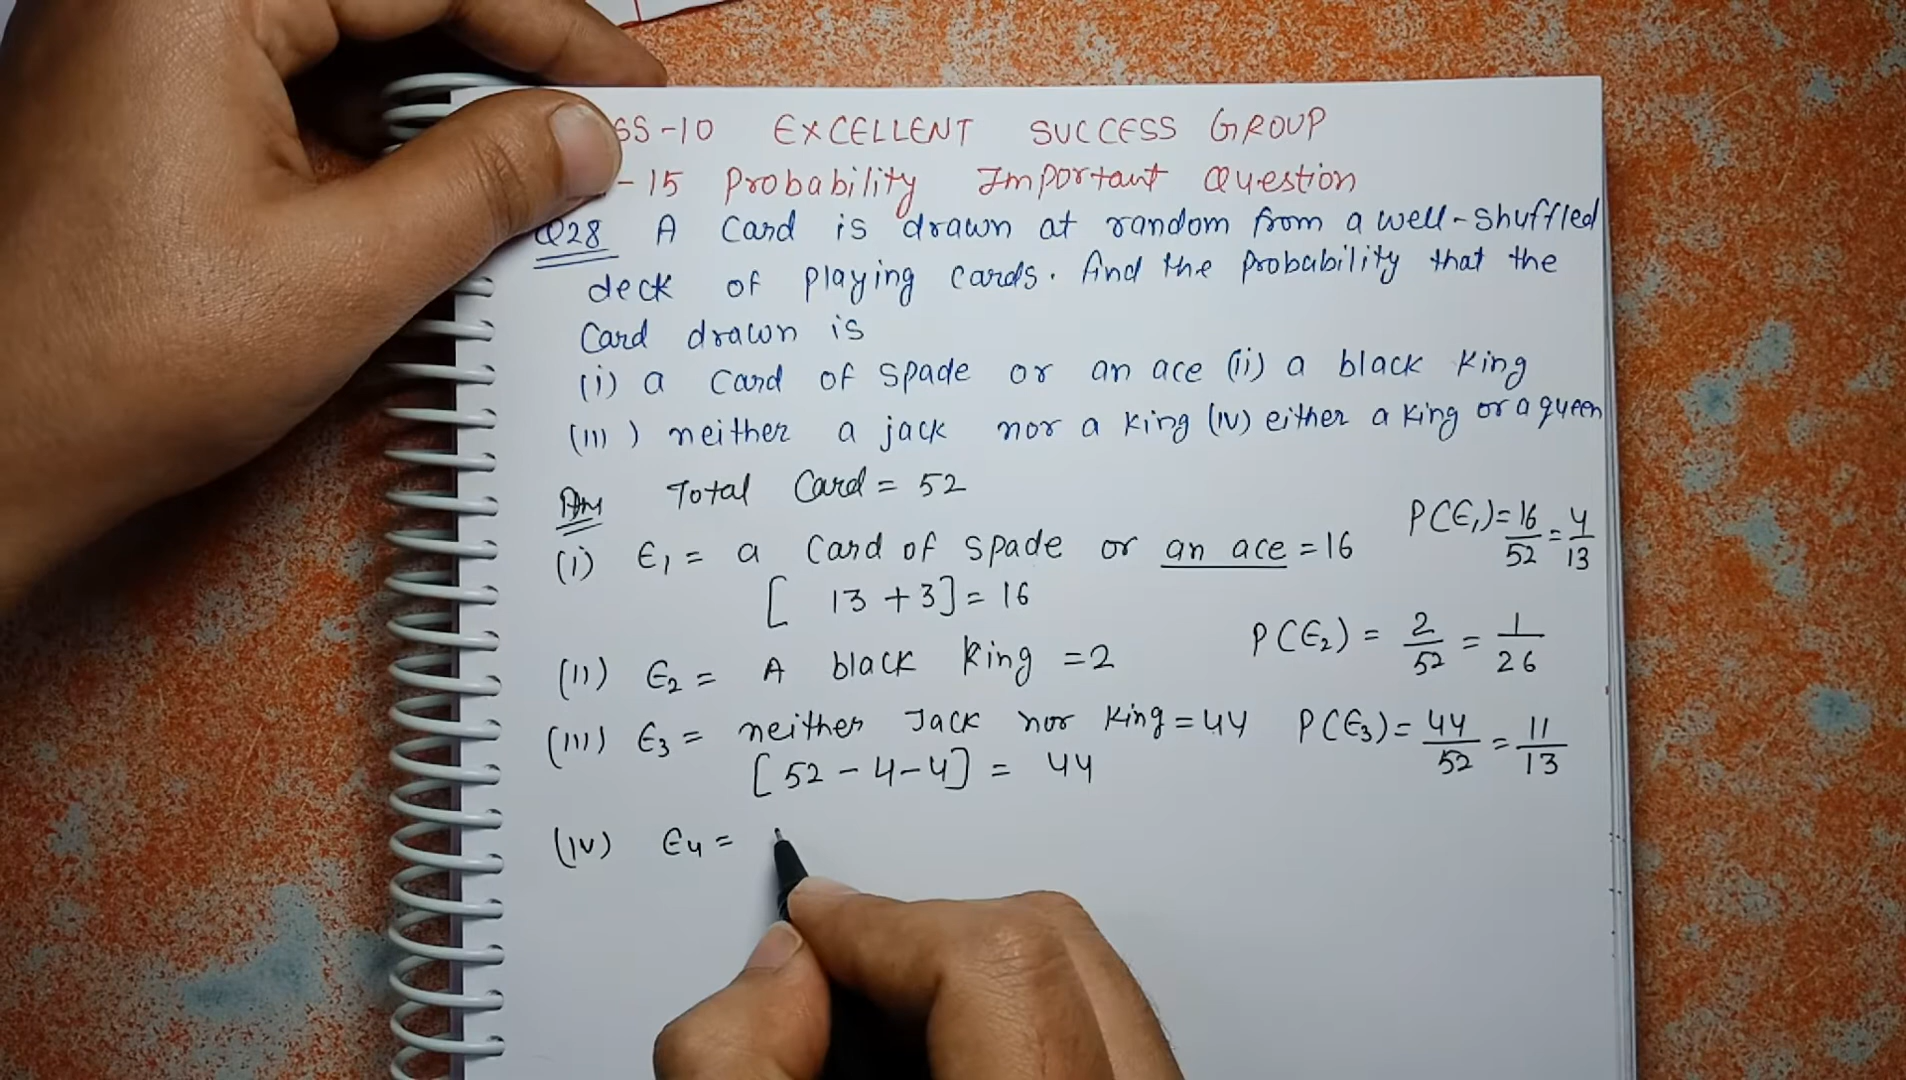 SS-10 EXCELLENT SUCCESS GROUP
-15 Probability Important Question
Q28 A Card is drawn at random from a well-shuffled
deck of playing cards. find the probability that the
Card drawn is
(i) a card of spade or an ace (ii) a black King
(iii) neither a jack nor a king (iv) either a king or a queen
Ans Total Card = 52
(i) E₁ = a card of spade or an ace = 16 P(E₁) = 16/52 = 4/13
[ 13 + 3] = 16
(ii) E₂ = A black King = 2 P(E₂) = 2/52 = 1/26
(iii) E₃ = neither Jack nor King = 44 P(E₃) = 44/52 = 11/13
[52 - 4 - 4] = 44
(iv) E₄ =